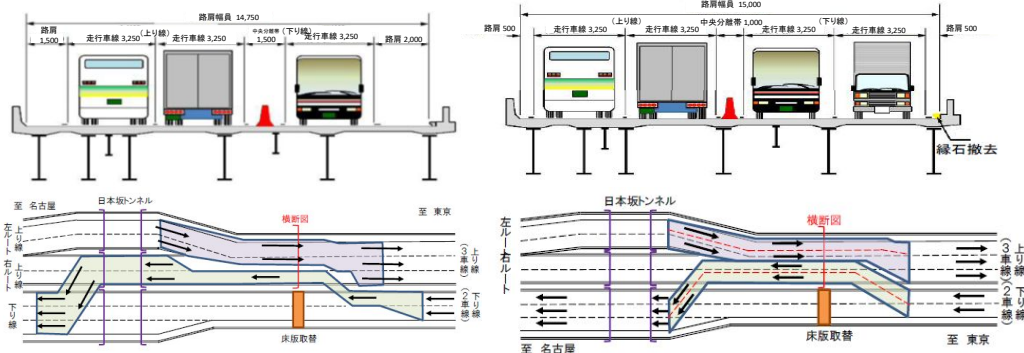 路肩幅員 14,750
路肩
1,500
走行車線 3,250
(上り線)
走行車線 3,250
中央分離帯
1,500
(下り線)
走行車線 3,250
路肩 2,000
至 名古屋
日本坂トンネル
横断図
至 東京
左ルート
上り線
右ルート
上り線
下り線
上り線
(3車線)
下り線
(2車線)
床版取替
路肩幅員 15,000
路肩 500
走行車線 3,250
(上り線)
走行車線 3,250
中央分離帯 1,000
走行車線 3,250
(下り線)
走行車線 3,250
路肩 500
縁石撤去
日本坂トンネル
横断図
左ルート
上り線
右ルート
上り線
下り線
上り線
(3車線)
下り線
(2車線)
床版取替
至 名古屋
至 東京